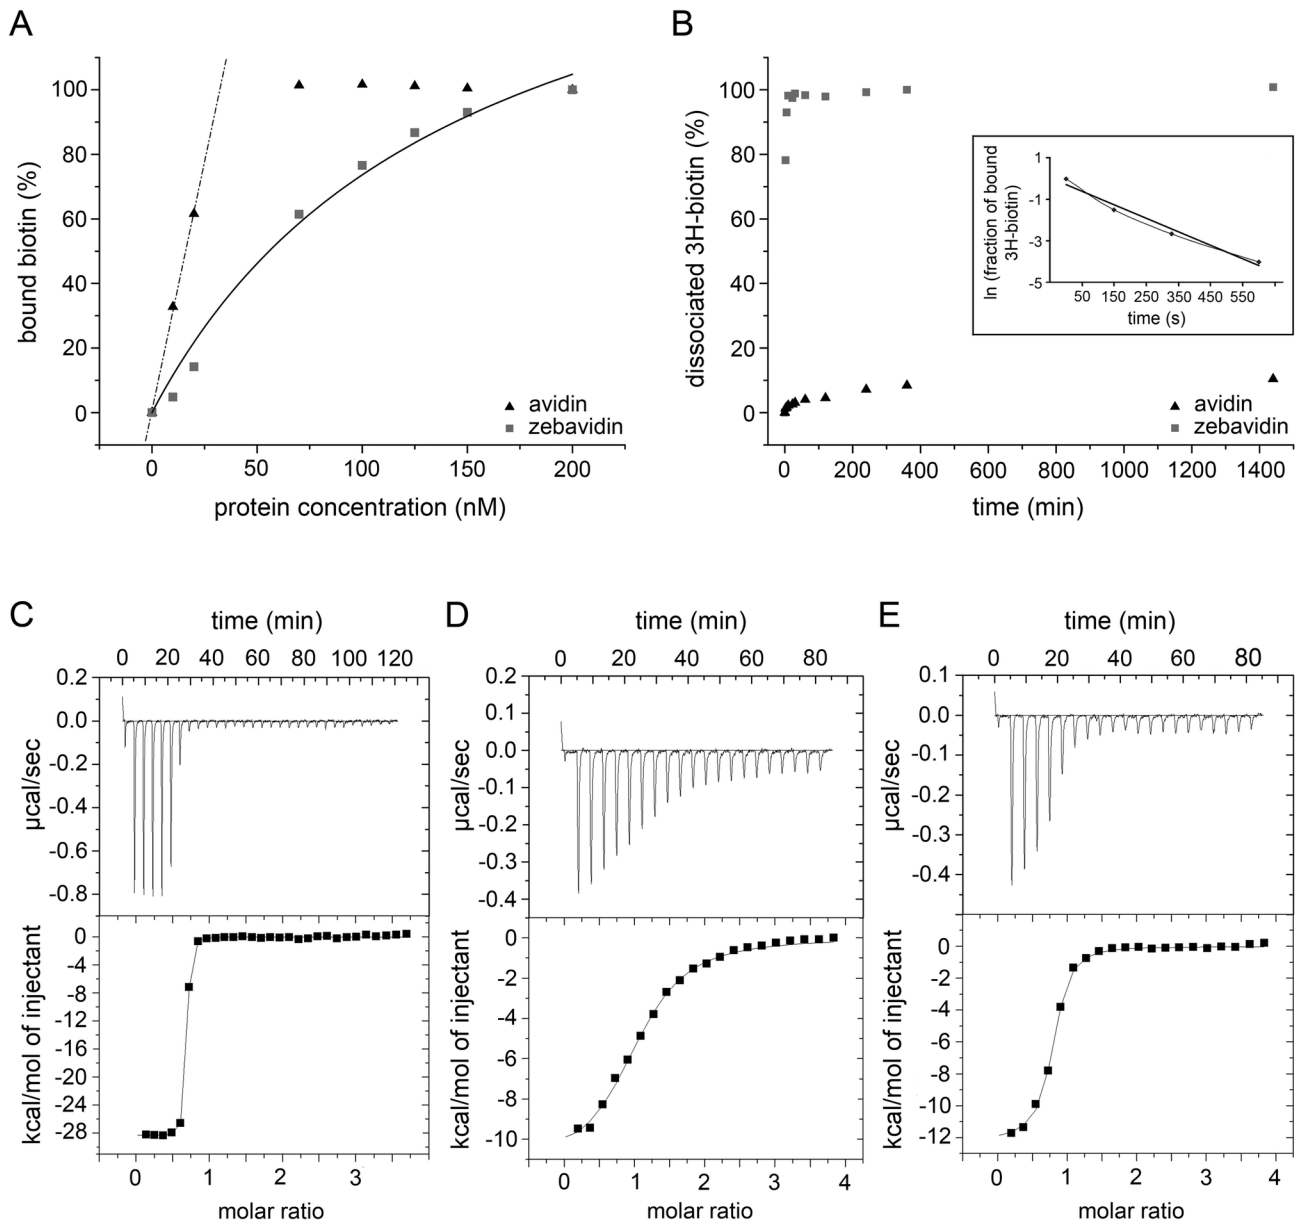 A
bound biotin (%)
100
80
60
40
20
0
0 50 100 150 200
protein concentration (nM)
avidin
zebavidin
B
dissociated 3H-biotin (%)
100
80
60
40
20
0
0 200 400 600 800 1000 1200 1400
time (min)
avidin
zebavidin
ln (fraction of bound
3H-biotin)
1
-1
-3
-5
50 150 250 350 450 550
time (s)
C
time (min)
0 20 40 60 80 100 120
µcal/sec
0.2
0.0
-0.2
-0.4
-0.6
-0.8
kcal/mol of injectant
0
-4
-8
-12
-16
-20
-24
-28
0 1 2 3
molar ratio
D
time (min)
0 20 40 60 80
µcal/sec
0.2
0.1
0.0
-0.1
-0.2
-0.3
-0.4
kcal/mol of injectant
0
-2
-4
-6
-8
-10
0 1 2 3 4
molar ratio
E
time (min)
0 20 40 60 80
µcal/sec
0.1
0.0
-0.1
-0.2
-0.3
-0.4
kcal/mol of injectant
0
-2
-4
-6
-8
-10
-12
0 1 2 3 4
molar ratio